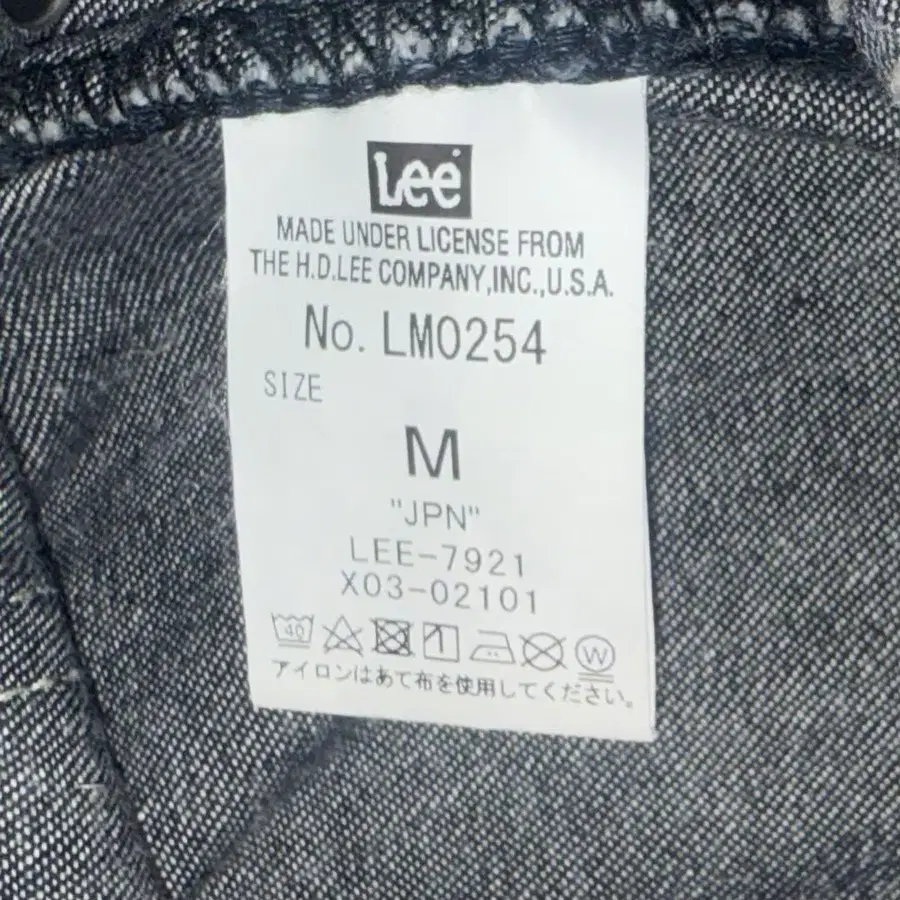 Lee
MADE UNDER LICENSE FROM
THE H.D.LEE COMPANY,INC.,U.S.A.
No. LM0254
SIZE
M
"JPN"
LEE-7921
X03-02101
40 W
アイロンはあて布を使用してください。